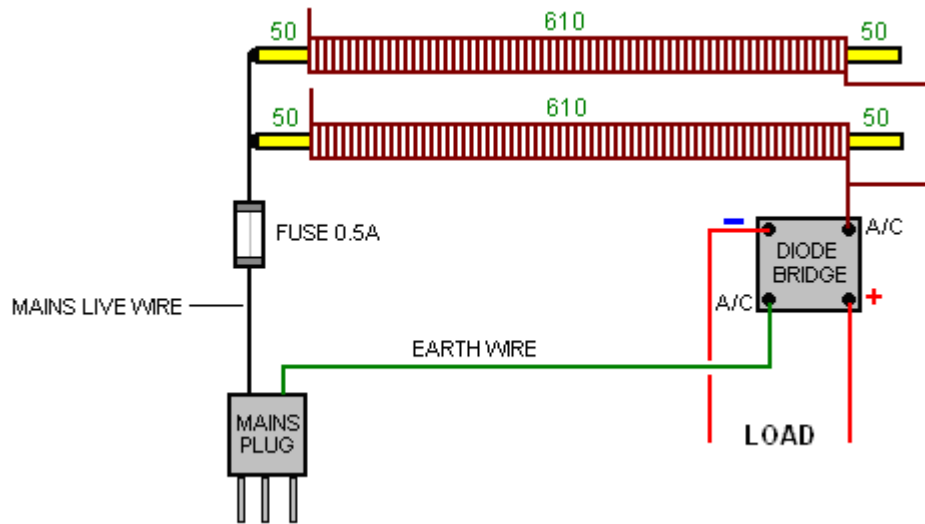 610
50
50
610
50
50
FUSE 0.5A
A/C
DIODE
BRIDGE
MAINS LIVE WIRE
A/C
+
EARTH WIRE
MAINS
PLUG
LOAD